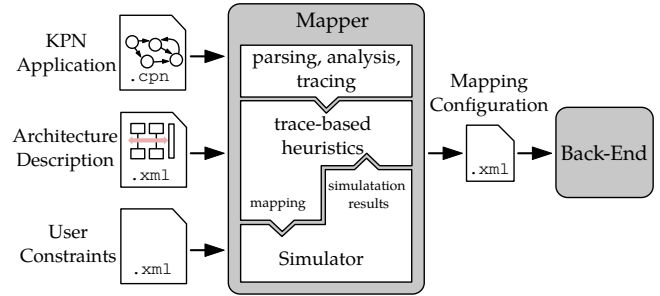 KPN
Application
.cpn
Architecture
Description
.xml
User
Constraints
.xml
Mapper
parsing, analysis,
tracing
trace-based
heuristics
mapping
simulatation
results
Simulator
Mapping
Configuration
.xml
Back-End